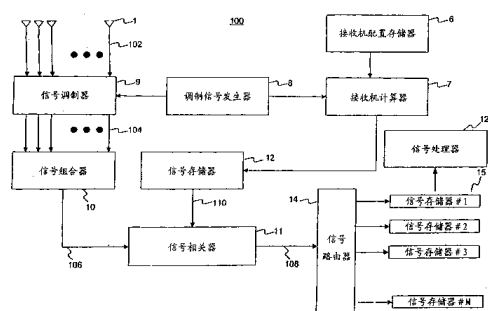 100
1
102
6
接收机配置存储器
9
信号调制器
8
调制信号发生器
7
接收机计算器
104
12
信号处理器
信号组合器
10
12
信号存储器
15
110
14
信号存储器#1
信号存储器#2
信号存储器#3
信号存储器#M
11
信号相关器
106
108
信号
路由器